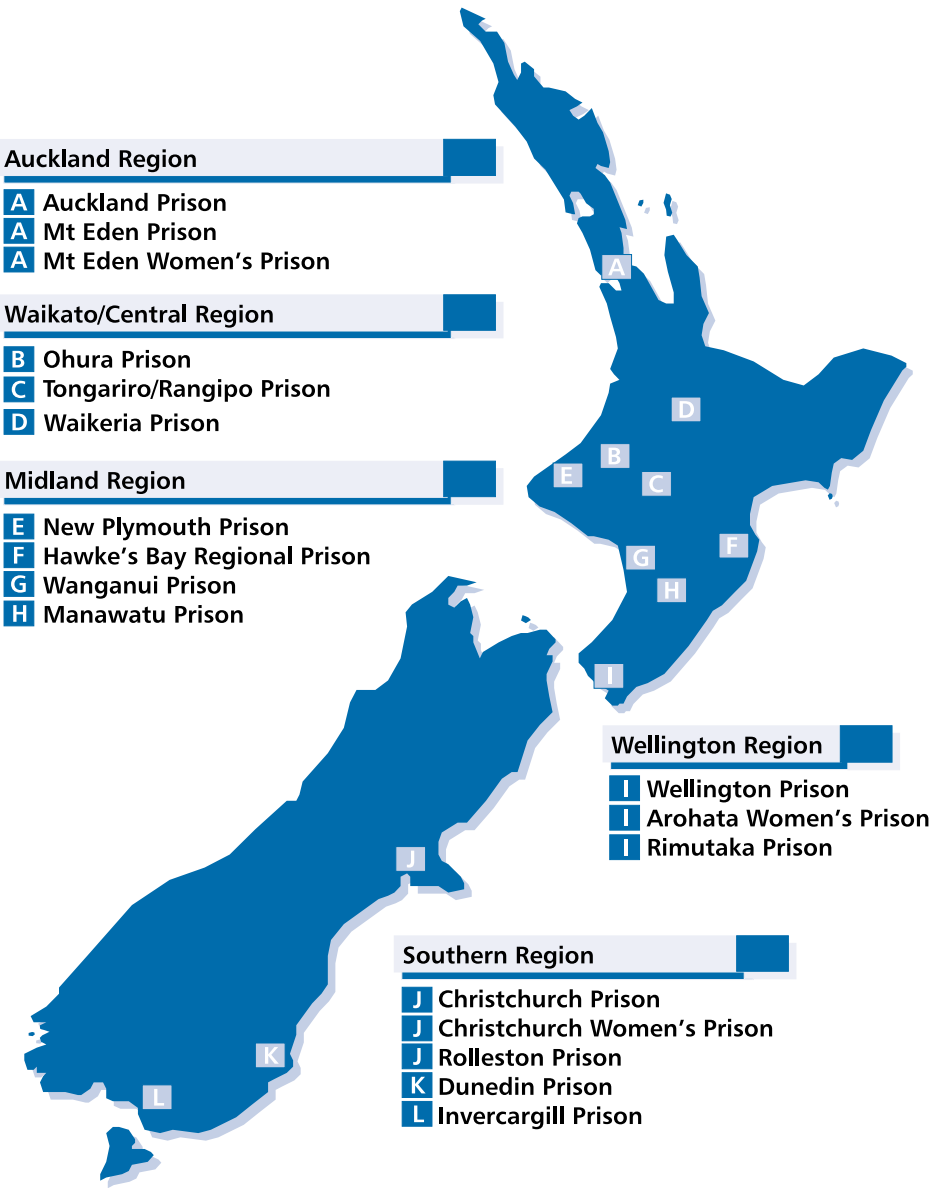 Auckland Region
A Auckland Prison
A Mt Eden Prison
A Mt Eden Women's Prison
Waikato/Central Region
B Ohura Prison
C Tongariro/Rangipo Prison
D Waikeria Prison
Midland Region
E New Plymouth Prison
F Hawke's Bay Regional Prison
G Wanganui Prison
H Manawatu Prison
A
D
B
E
C
F
G
H
I
Wellington Region
I Wellington Prison
I Arohata Women's Prison
I Rimutaka Prison
J
Southern Region
J Christchurch Prison
J Christchurch Women's Prison
J Rolleston Prison
K Dunedin Prison
L Invercargill Prison
K
L